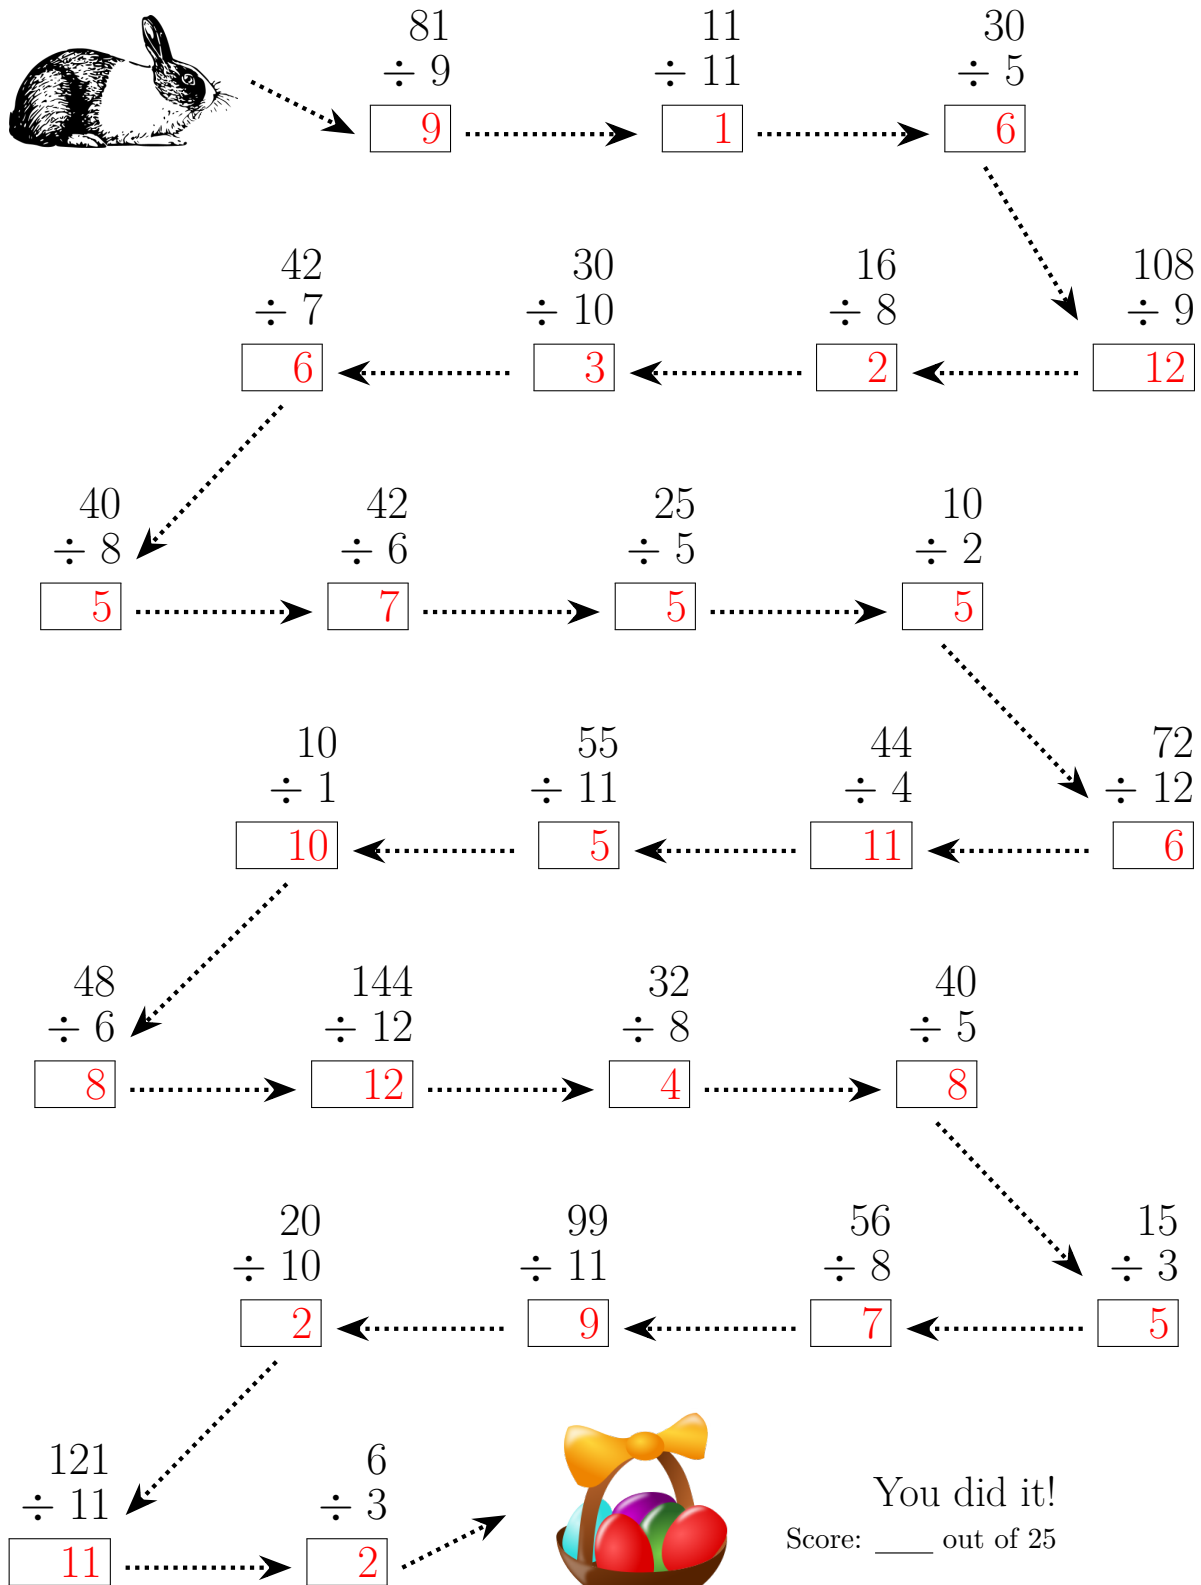 81 11 30
÷ 9 ÷ 11 ÷ 5
9 1 6
42 30 16 108
÷ 7 ÷ 10 ÷ 8 ÷ 9
6 3 2 12
40 42 25 10
÷ 8 ÷ 6 ÷ 5 ÷ 2
5 7 5 5
10 55 44 72
÷ 1 ÷ 11 ÷ 4 ÷ 12
10 5 11 6
48 144 32 40
÷ 6 ÷ 12 ÷ 8 ÷ 5
8 12 4 8
20 99 56 15
÷ 10 ÷ 11 ÷ 8 ÷ 3
2 9 7 5
121 6
÷ 11 ÷ 3
11 2
You did it!
Score: ____ out of 25